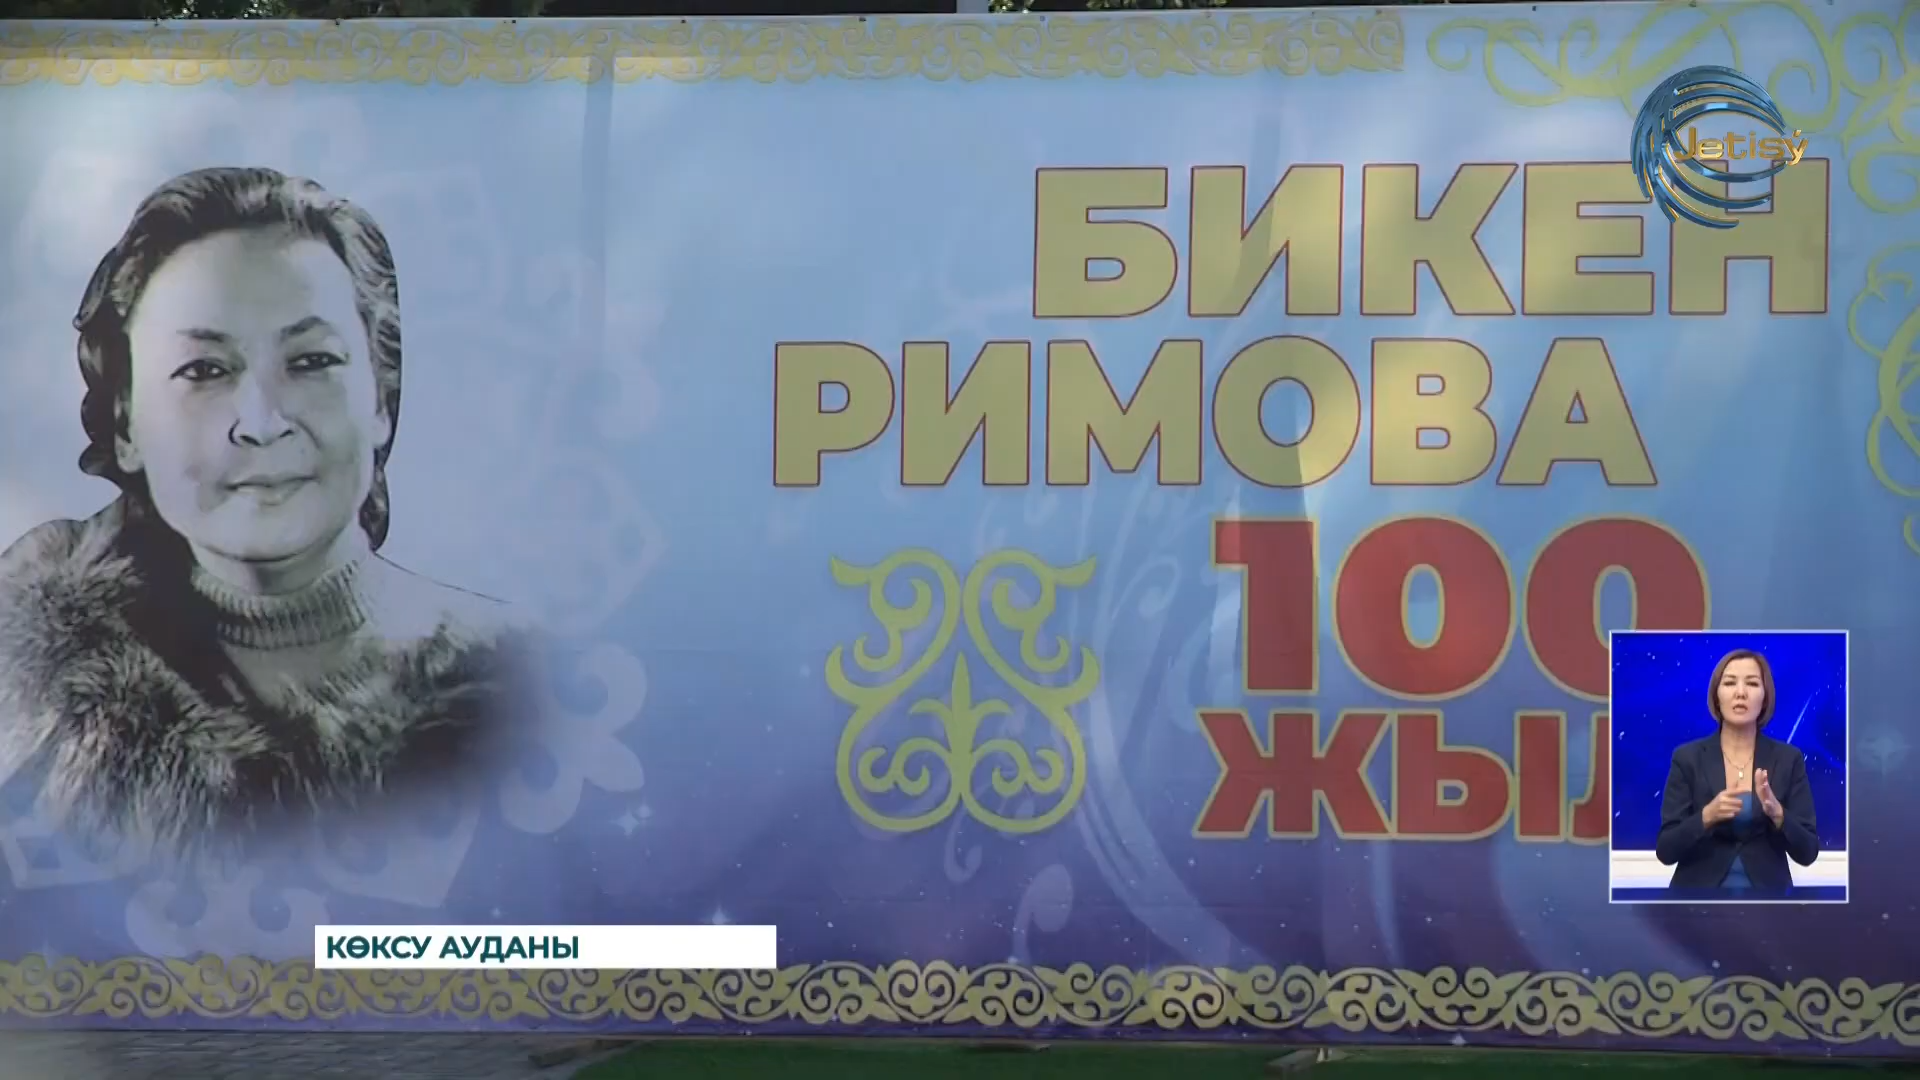 Jetisý
БИКЕН
РИМОВА
100
ЖЫЛ
КӨКСУ АУДАНЫ